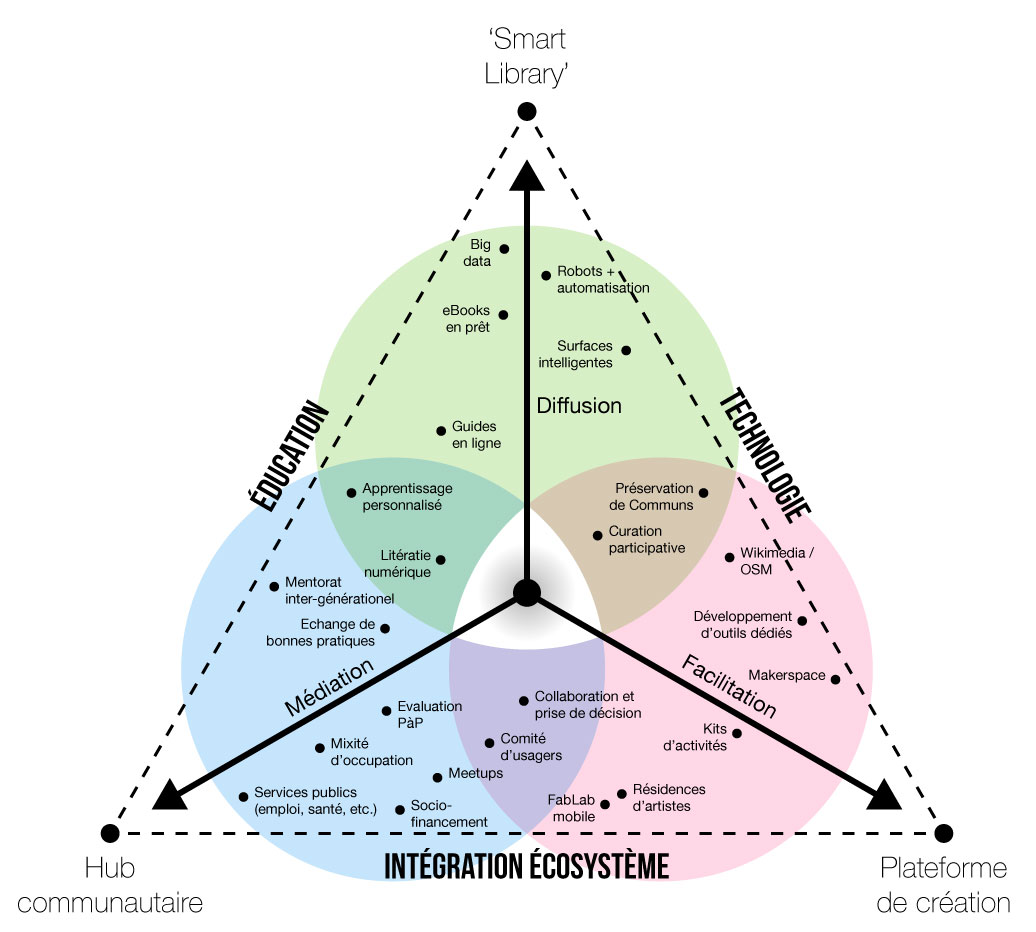 ‘Smart
Library’
Big
data
Robots +
automatisation
eBooks
en prêt
Surfaces
intelligentes
Diffusion
Guides
en ligne
ÉDUCATION
TECHNOLOGIE
Apprentissage
personnalisé
Préservation
de Communs
Curation
participative
Litératie
numérique
Wikimedia /
OSM
Mentorat
inter-générationel
Echange de
bonnes pratiques
Développement
d’outils dédiés
Médiation
Facilitation
Makerspace
Evaluation
PàP
Collaboration et
prise de décision
Kits
d’activités
Mixité
d’occupation
Comité
d’usagers
Meetups
Services publics
(emploi, santé, etc.)
Socio-
financement
FabLab
mobile
Résidences
d’artistes
INTÉGRATION ÉCOSYSTÈME
Hub
communautaire
Plateforme
de création